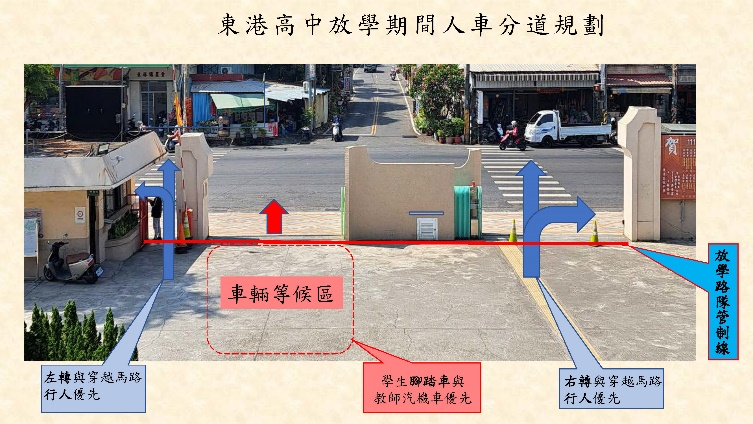 東港高中放學期間人車分道規劃
賀
車輛等候區
放學路隊管制線
左轉與穿越馬路
行人優先
學生腳踏車與
教師汽機車優先
右轉與穿越馬路
行人優先